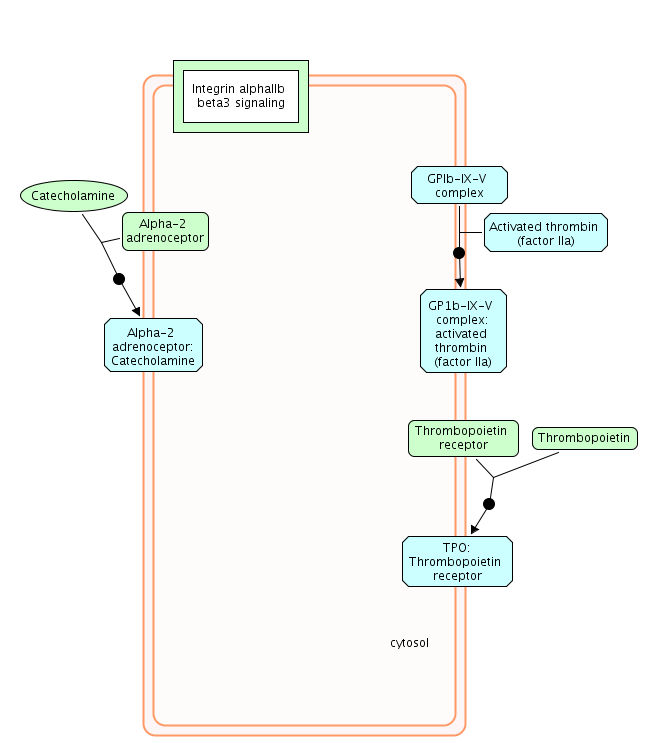 Integrin alphaIIb
beta3 signaling
GPIb-IX-V
complex
Catecholamine
Alpha-2
adrenoceptor
Activated thrombin
(factor IIa)
GP1b-IX-V
complex:
activated
thrombin
(factor IIa)
Alpha-2
adrenoceptor:
Catecholamine
Thrombopoietin
receptor
Thrombopoietin
TPO:
Thrombopoietin
receptor
cytosol